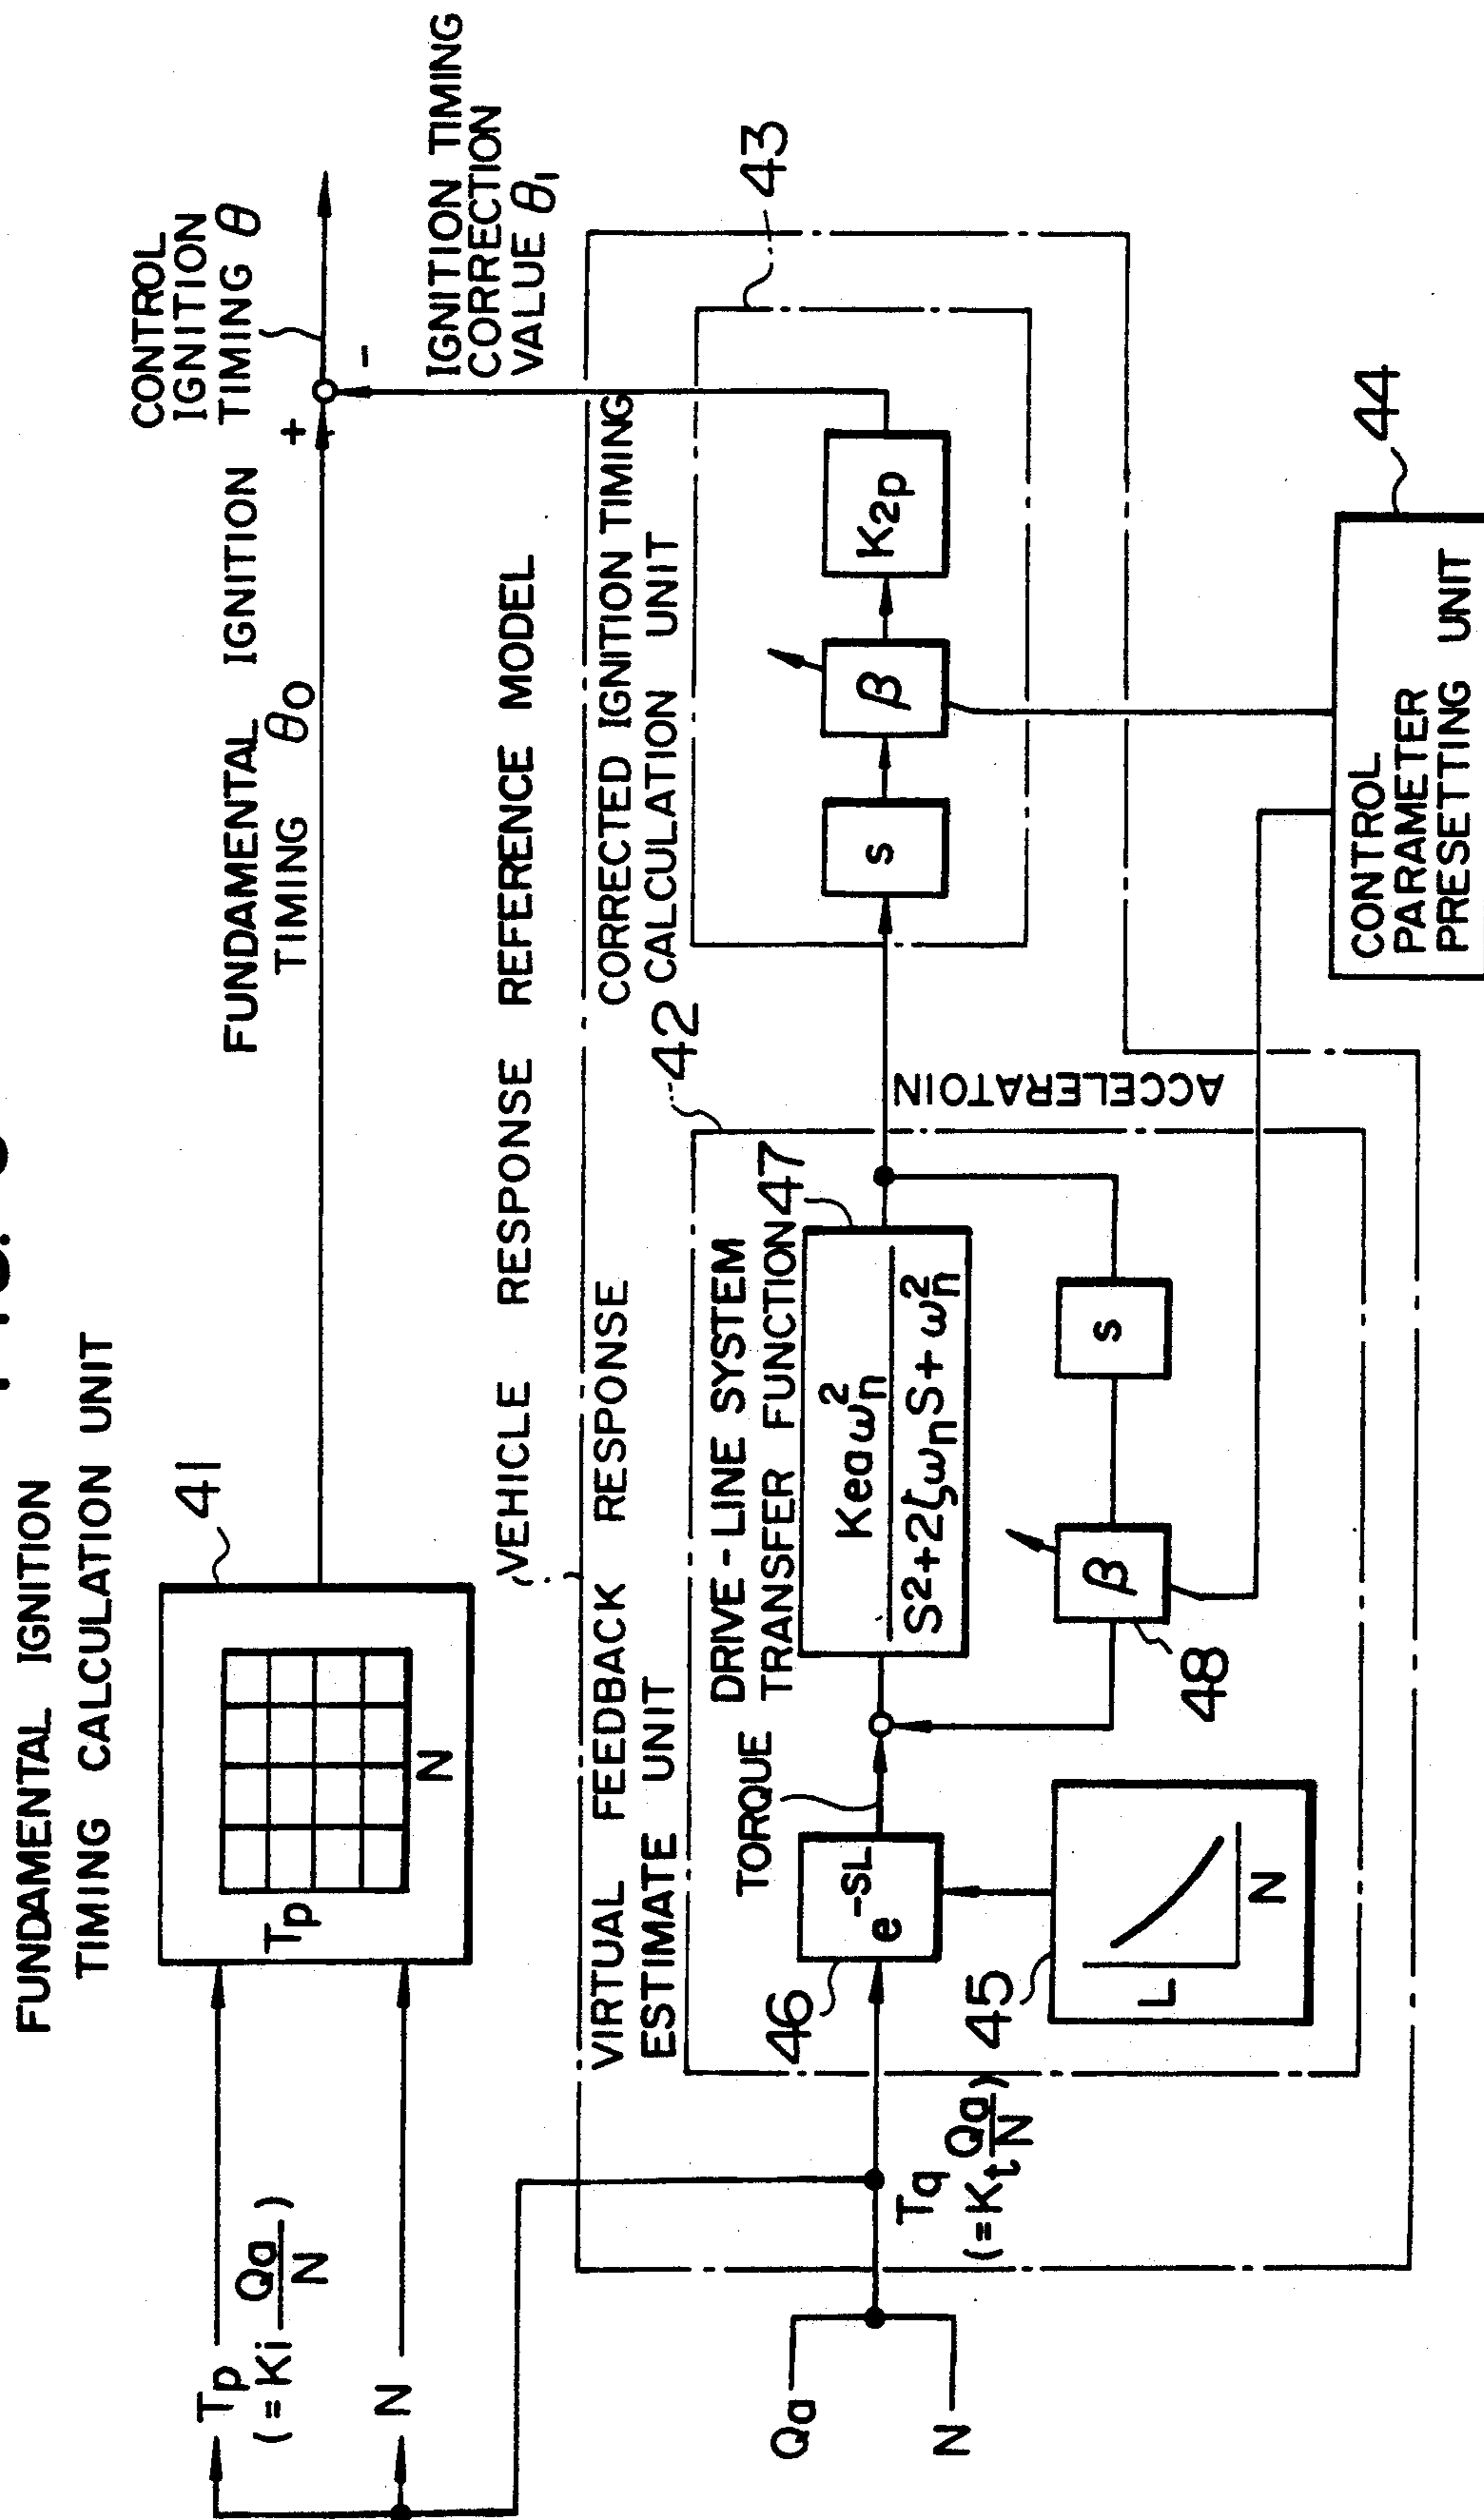 FUNDAMENTAL IGNITION
TIMING CALCULATION UNIT
41
Tp
N
Tp
(=Ki Qa/N)
N
FUNDAMENTAL IGNITION
TIMING θ0
+
-
CONTROL
IGNITION
TIMING θ
IGNITION TIMING
CORRECTION
VALUE θ1
VEHICLE RESPONSE REFERENCE MODEL
VIRTUAL FEEDBACK RESPONSE
ESTIMATE UNIT
42
CORRECTED IGNITION TIMING
CALCULATION UNIT
43
Qa
N
Tq
(=Kt Qa/N)
46
e^-SL
TORQUE
45
L
N
DRIVE-LINE SYSTEM
TRANSFER FUNCTION 47
Keaωn²
S²+2ζωnS+ωn²
β
48
s
ACCELERATOIN
s
β
K2p
CONTROL
PARAMETER
PRESETTING UNIT
44